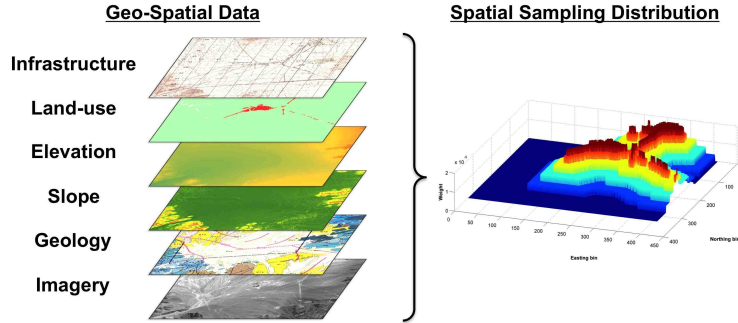 Geo-Spatial Data
Spatial Sampling Distribution
Infrastructure
Land-use
Elevation
Slope
Geology
Imagery
Weight
2
1
0
x 10
0
50
100
150
200
250
300
350
400
450
Easting bin
400
300
200
100
Northing bin